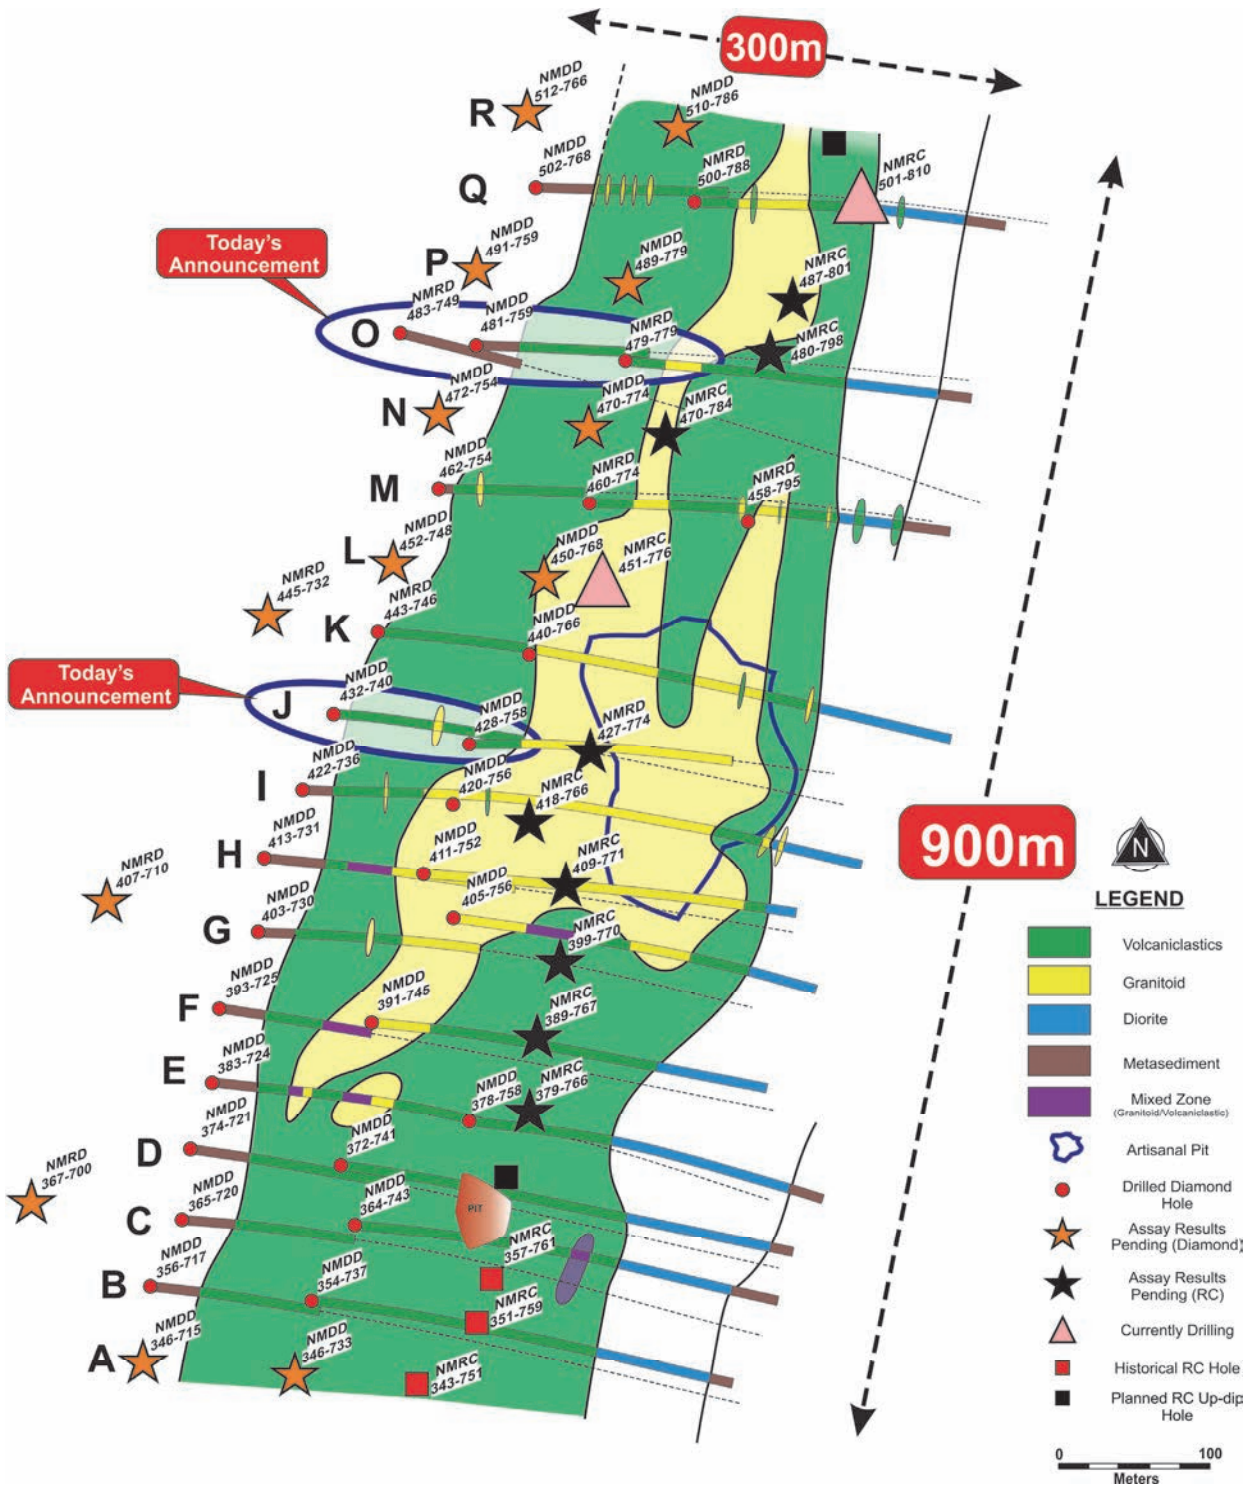 300m
NMDD
512-766
NMDD
510-786
R
NMDD
502-768
NMRD
500-788
NMRC
501-810
Q
Today's
Announcement
NMDD
491-759
NMDD
489-779
NMRC
487-801
P
NMRD
483-749
NMDD
481-759
NMRD
479-779
NMRC
480-798
O
NMDD
472-754
NMDD
470-774
NMRC
470-784
N
NMDD
462-754
NMRD
460-774
NMRD
458-795
M
NMDD
452-748
NMDD
450-768
NMRC
451-776
L
NMRD
445-732
NMRD
443-746
NMDD
440-766
K
Today's
Announcement
NMDD
432-740
NMDD
428-758
NMRD
427-774
J
NMDD
422-736
NMDD
420-756
NMRC
418-766
I
NMDD
413-731
NMDD
411-752
NMRC
409-771
H
NMRD
407-710
NMDD
405-756
NMDD
403-730
NMRC
399-770
G
NMDD
393-725
NMDD
391-745
NMRC
389-767
F
NMDD
383-724
NMDD
378-758
NMRC
379-766
E
NMDD
374-721
NMDD
372-741
D
NMRD
367-700
NMDD
365-720
NMDD
364-743
PIT
C
NMRC
357-761
NMDD
356-717
NMDD
354-737
B
NMRC
351-759
NMDD
346-715
NMDD
346-733
NMRC
343-751
A
900m
N
LEGEND
Volcaniclastics
Granitoid
Diorite
Metasediment
Mixed Zone
(Granitoid/Volcaniclastic)
Artisanal Pit
Drilled Diamond
Hole
Assay Results
Pending (Diamond)
Assay Results
Pending (RC)
Currently Drilling
Historical RC Hole
Planned RC Up-dip
Hole
0 100
Meters